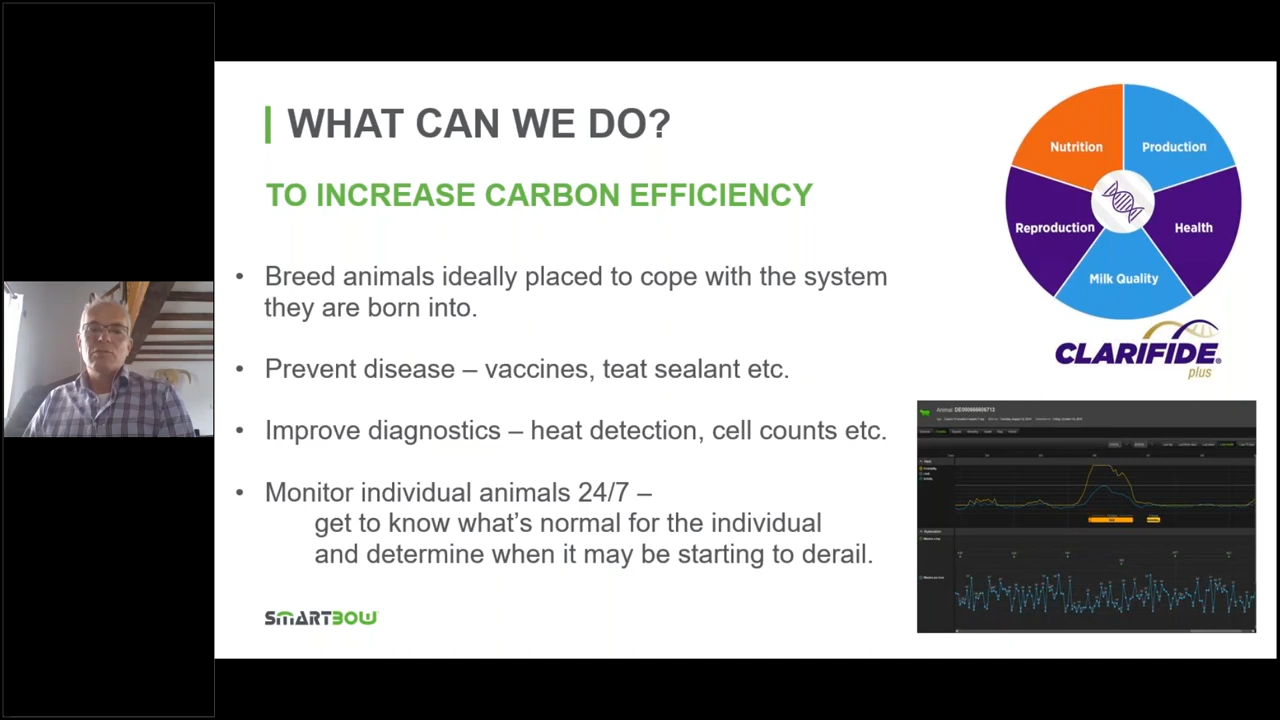 WHAT CAN WE DO?
TO INCREASE CARBON EFFICIENCY
• Breed animals ideally placed to cope with the system
they are born into.
• Prevent disease – vaccines, teat sealant etc.
• Improve diagnostics – heat detection, cell counts etc.
• Monitor individual animals 24/7 –
get to know what's normal for the individual
and determine when it may be starting to derail.
SMARTBOW
Nutrition
Production
Reproduction
Health
Milk Quality
CLARIFIDE®
plus